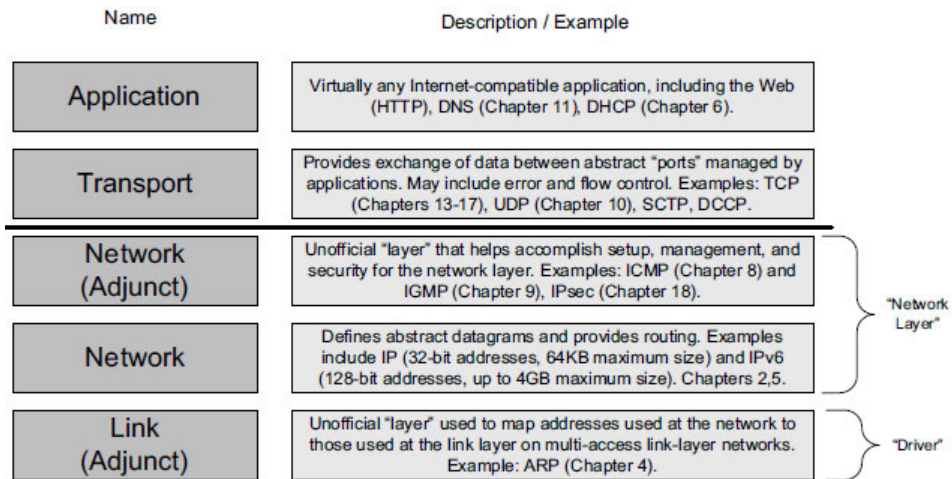 Name
Description / Example
Application
Virtually any Internet-compatible application, including the Web
(HTTP), DNS (Chapter 11), DHCP (Chapter 6).
Transport
Provides exchange of data between abstract “ports” managed by
applications. May include error and flow control. Examples: TCP
(Chapters 13-17), UDP (Chapter 10), SCTP, DCCP.
Network
(Adjunct)
Unofficial “layer” that helps accomplish setup, management, and
security for the network layer. Examples: ICMP (Chapter 8) and
IGMP (Chapter 9), IPsec (Chapter 18).
“Network
Layer”
Network
Defines abstract datagrams and provides routing. Examples
include IP (32-bit addresses, 64KB maximum size) and IPv6
(128-bit addresses, up to 4GB maximum size). Chapters 2,5.
Link
(Adjunct)
Unofficial “layer” used to map addresses used at the network to
those used at the link layer on multi-access link-layer networks.
Example: ARP (Chapter 4).
“Driver”